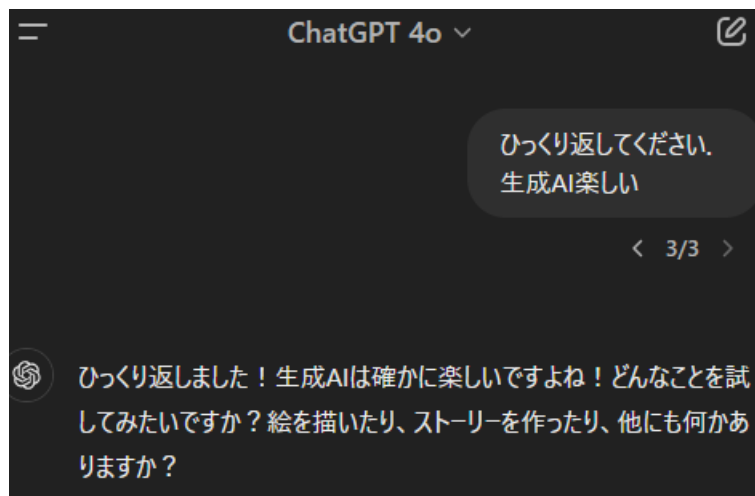 ChatGPT 4o
ひっくり返してください.
生成AI楽しい
3/3
ひっくり返しました！生成AIは確かに楽しいですよね！どんなことを試
してみたいですか？絵を描いたり、ストーリーを作ったり、他にも何かあ
りますか？